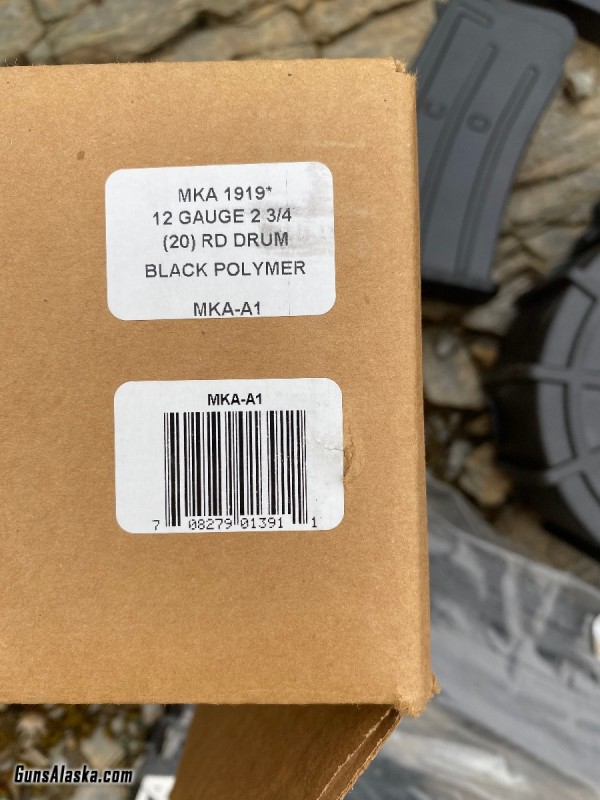 MKA 1919*
12 GAUGE 2 3/4
(20) RD DRUM
BLACK POLYMER
MKA-A1
MKA-A1
7 08279 01391 1
GunsAlaska.com